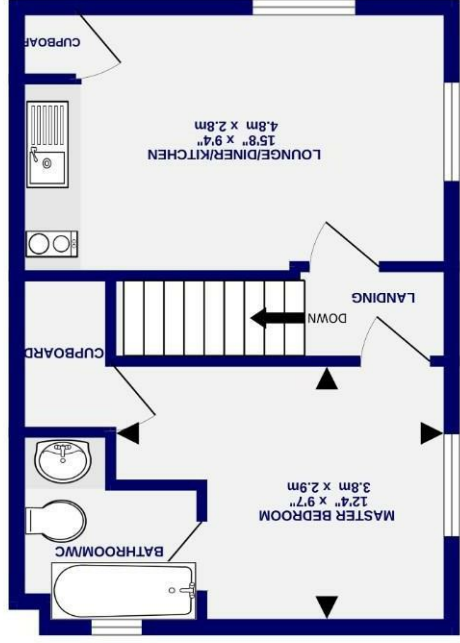 BATHROOM/WC
MASTER BEDROOM
12'4" x 9'7"
3.8m x 2.9m
CUPBOARD
DOWN
LANDING
LOUNGE/DINER/KITCHEN
15'8" x 9'4"
4.8m x 2.8m
CUPBOAR